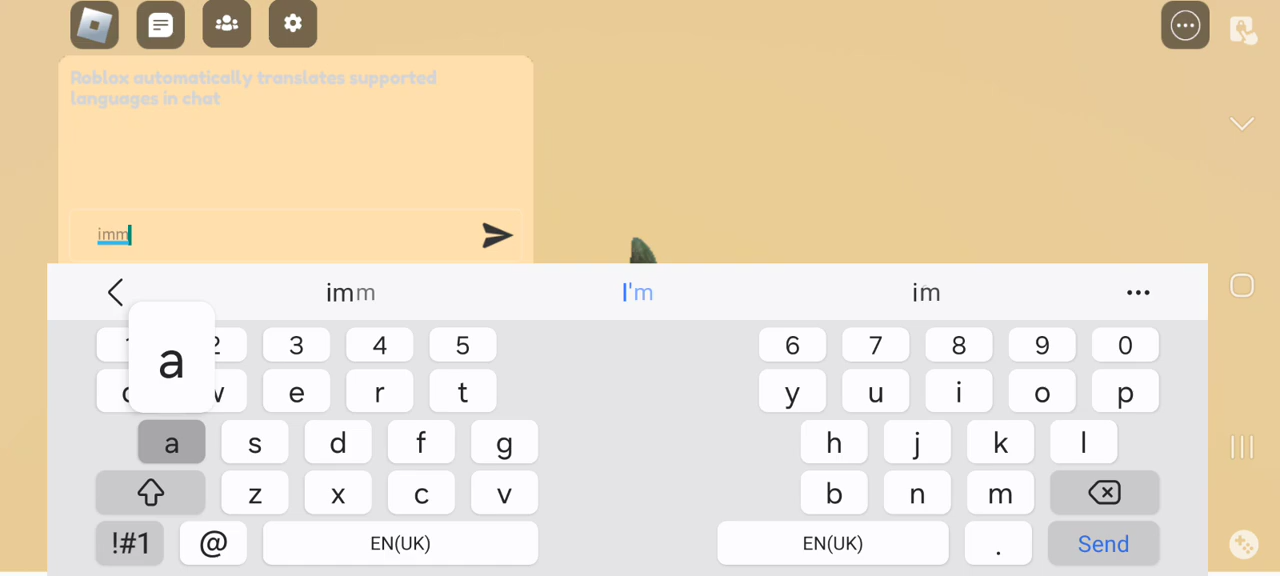 Roblox automatically translates supported
languages in chat
imm
imm I'm im
a
2 3 4 5 6 7 8 9 0
e r t y u i o p
a s d f g h j k l
z x c v b n m
!#1 @ EN(UK) EN(UK) . Send